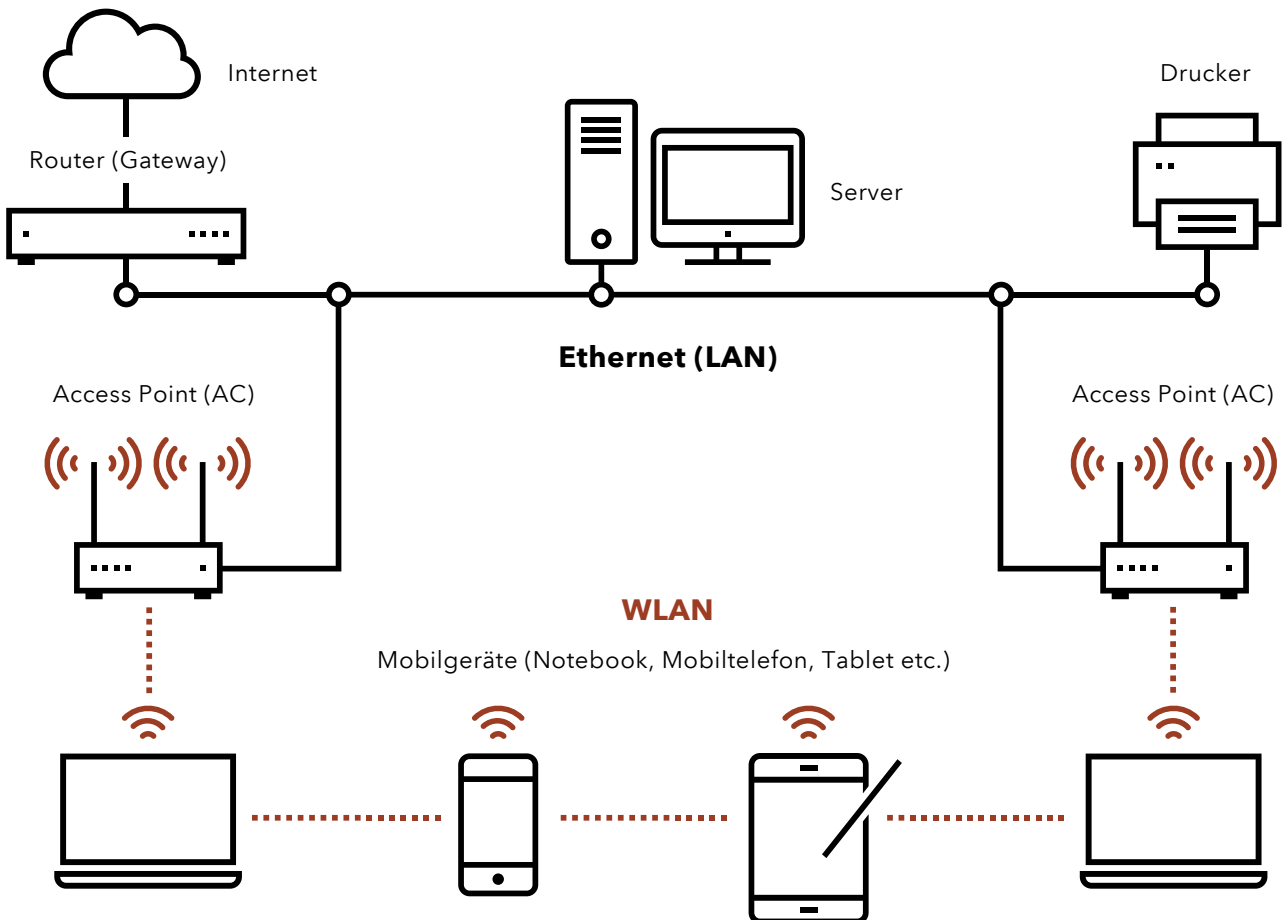 Internet
Drucker
Router (Gateway)
Server
Ethernet (LAN)
Access Point (AC)
Access Point (AC)
WLAN
Mobilgeräte (Notebook, Mobiltelefon, Tablet etc.)